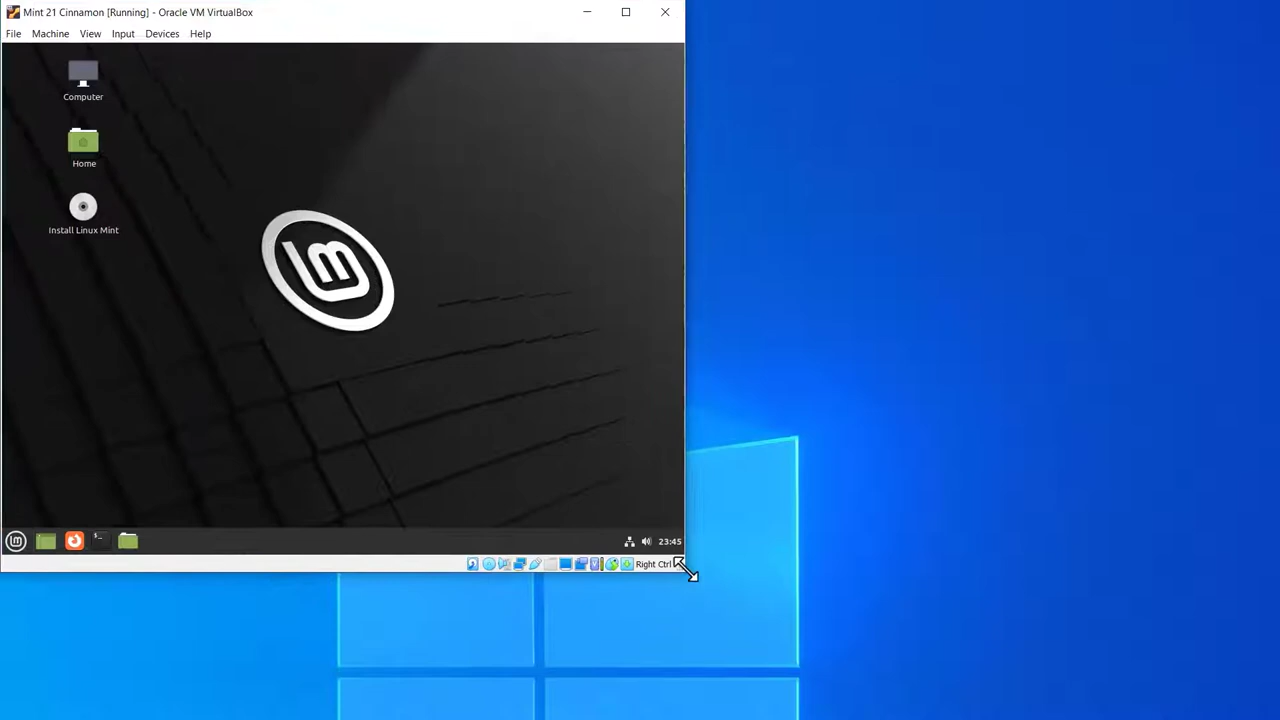 Mint 21 Cinnamon [Running] - Oracle VM VirtualBox
File Machine View Input Devices Help
Computer
Home
Install Linux Mint
lm
23:45
Right Ctrl